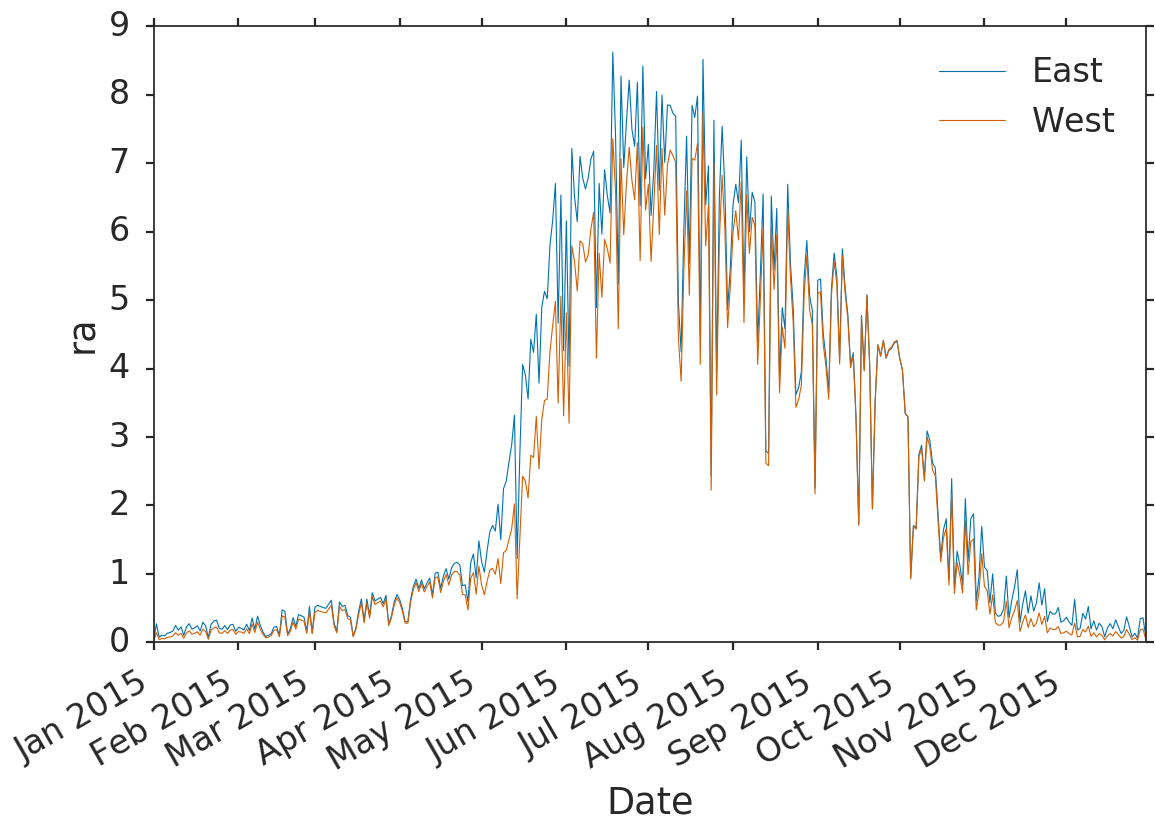 9
8
7
6
5
4
3
2
1
0
ra
East
West
Jan 2015
Feb 2015
Mar 2015
Apr 2015
May 2015
Jun 2015
Jul 2015
Aug 2015
Sep 2015
Oct 2015
Nov 2015
Dec 2015
Date